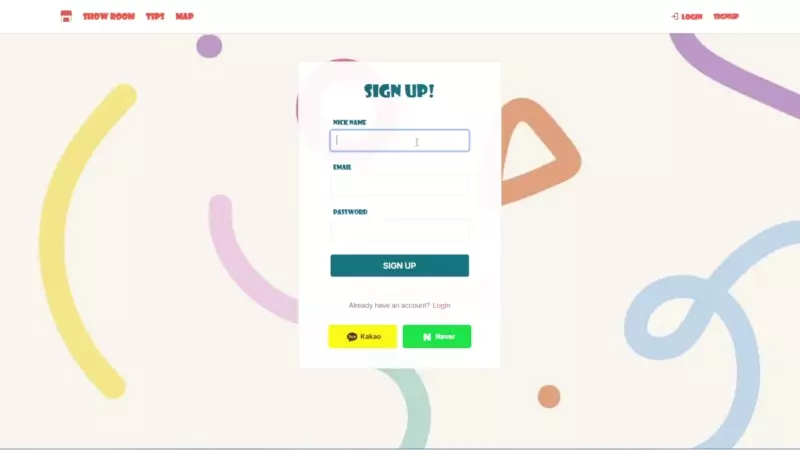 SHOW ROOM TIPS MAP LOGIN SIGNUP
SIGN UP!
NICK NAME
EMAIL
PASSWORD
SIGN UP
Already have an account? Login
Kakao Naver